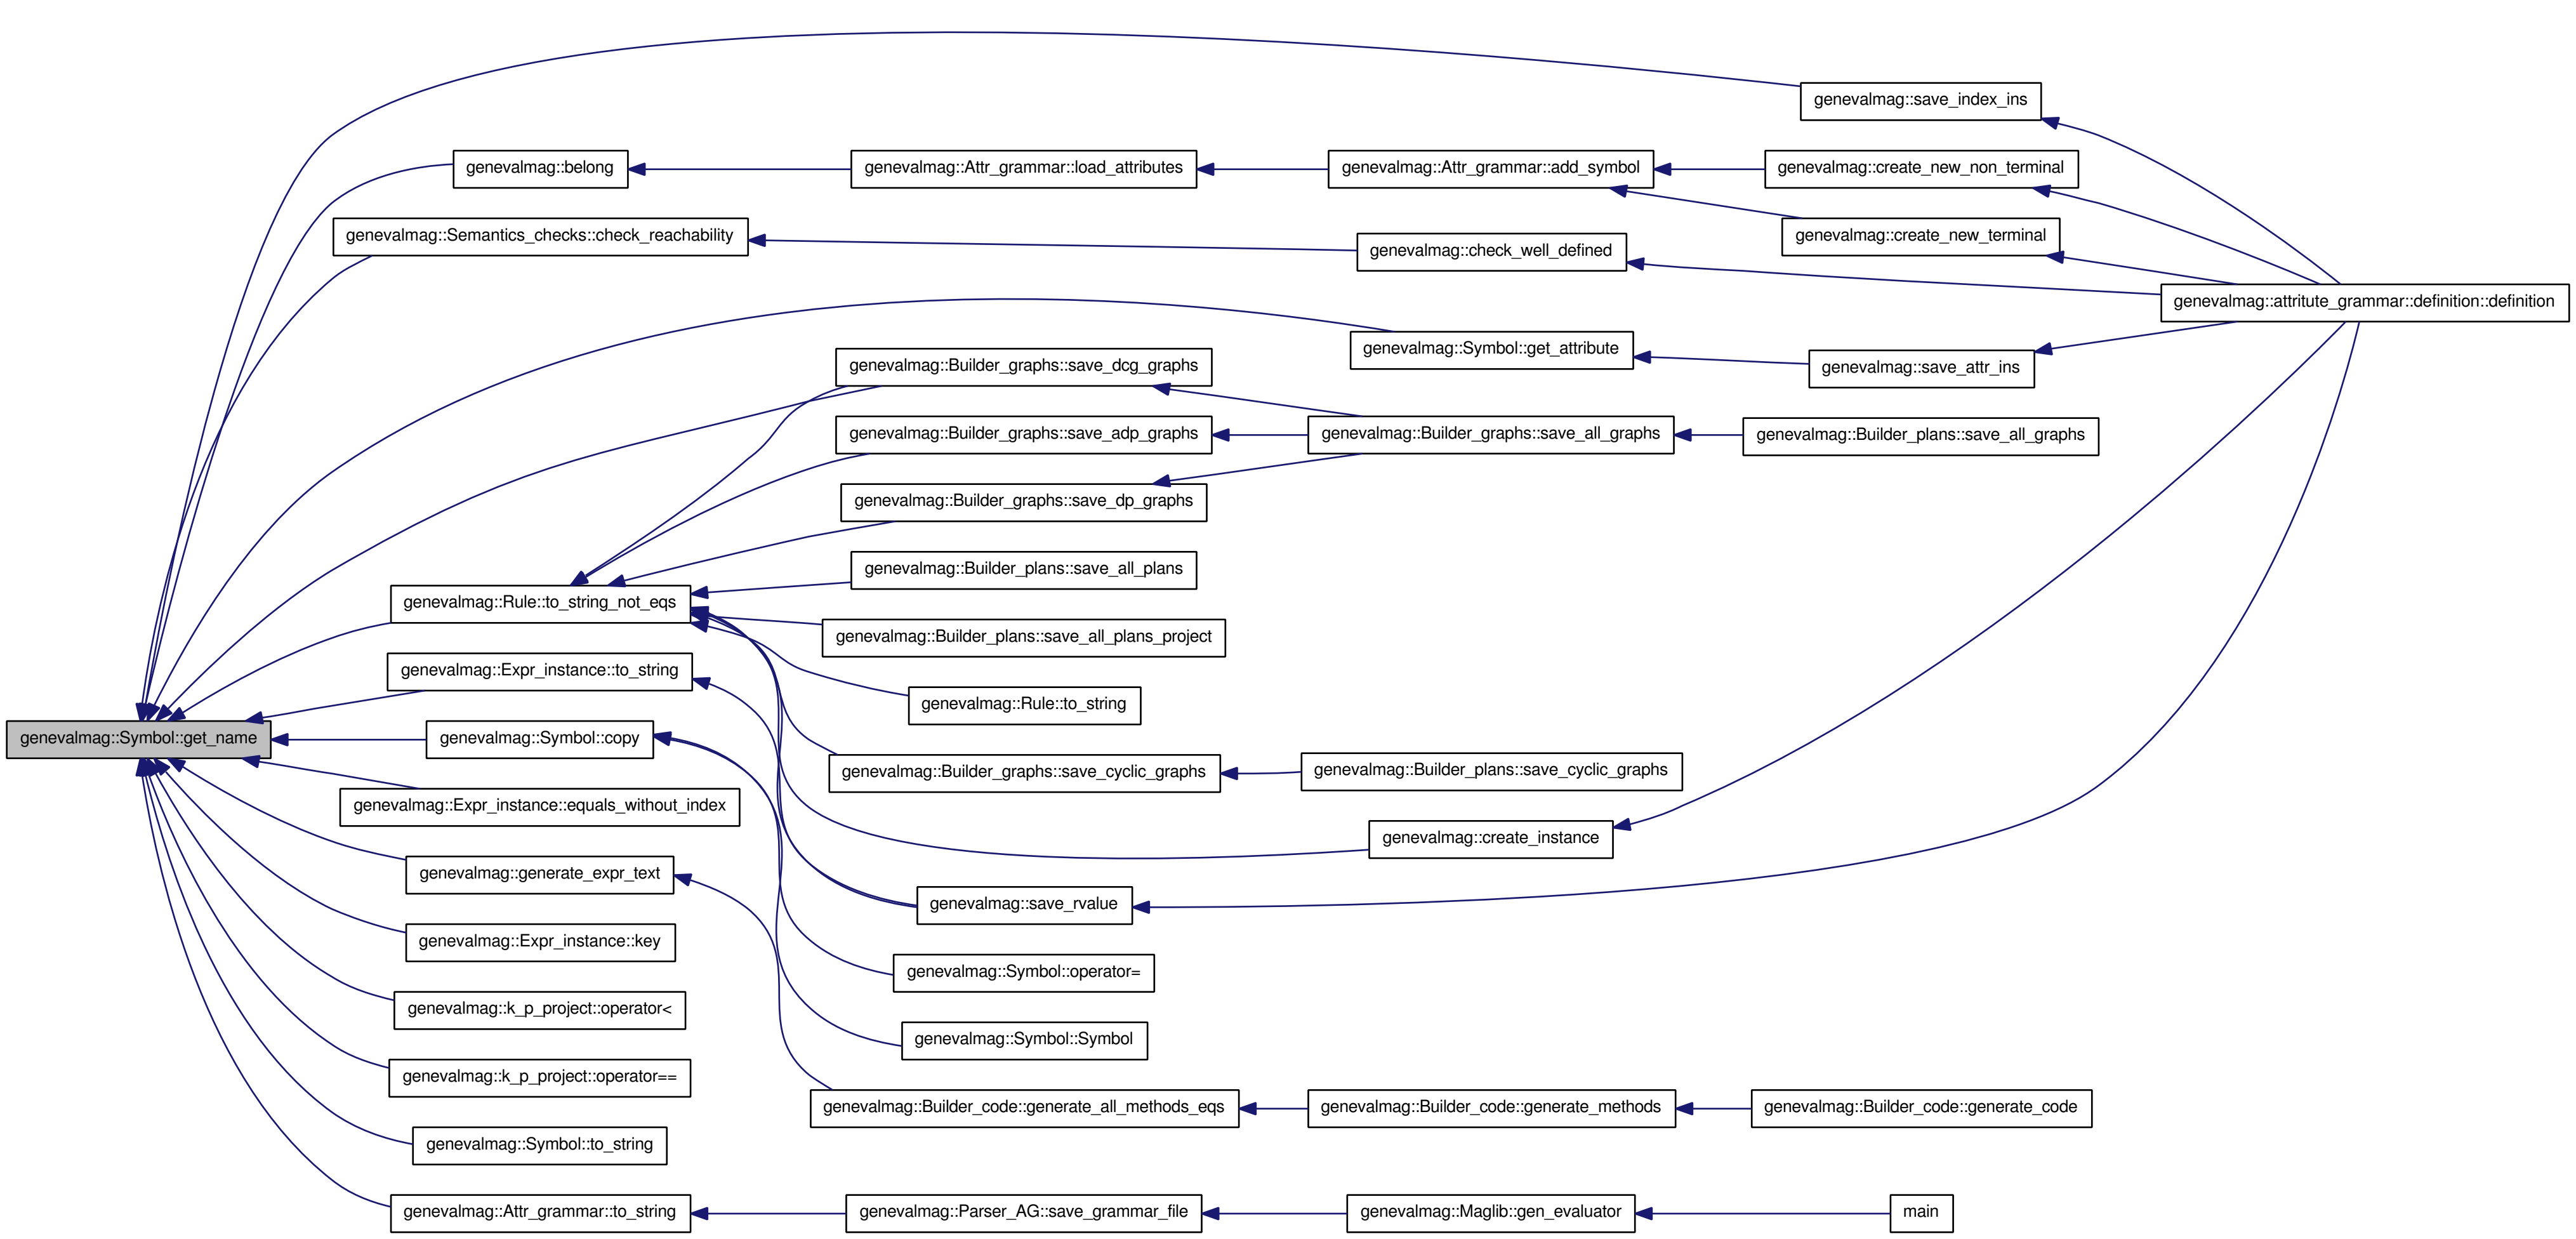 genevalmag::save_index_ins
genevalmag::belong
genevalmag::Attr_grammar::load_attributes
genevalmag::Attr_grammar::add_symbol
genevalmag::create_new_non_terminal
genevalmag::Semantics_checks::check_reachability
genevalmag::check_well_defined
genevalmag::create_new_terminal
genevalmag::attritute_grammar::definition::definition
genevalmag::Symbol::get_attribute
genevalmag::save_attr_ins
genevalmag::Builder_graphs::save_dcg_graphs
genevalmag::Builder_graphs::save_adp_graphs
genevalmag::Builder_graphs::save_all_graphs
genevalmag::Builder_plans::save_all_graphs
genevalmag::Builder_graphs::save_dp_graphs
genevalmag::Builder_plans::save_all_plans
genevalmag::Rule::to_string_not_eqs
genevalmag::Builder_plans::save_all_plans_project
genevalmag::Expr_instance::to_string
genevalmag::Rule::to_string
genevalmag::Symbol::get_name
genevalmag::Symbol::copy
genevalmag::Builder_graphs::save_cyclic_graphs
genevalmag::Builder_plans::save_cyclic_graphs
genevalmag::Expr_instance::equals_without_index
genevalmag::create_instance
genevalmag::generate_expr_text
genevalmag::save_rvalue
genevalmag::Expr_instance::key
genevalmag::Symbol::operator=
genevalmag::k_p_project::operator<
genevalmag::Symbol::Symbol
genevalmag::k_p_project::operator==
genevalmag::Builder_code::generate_all_methods_eqs
genevalmag::Builder_code::generate_methods
genevalmag::Builder_code::generate_code
genevalmag::Symbol::to_string
genevalmag::Attr_grammar::to_string
genevalmag::Parser_AG::save_grammar_file
genevalmag::Maglib::gen_evaluator
main